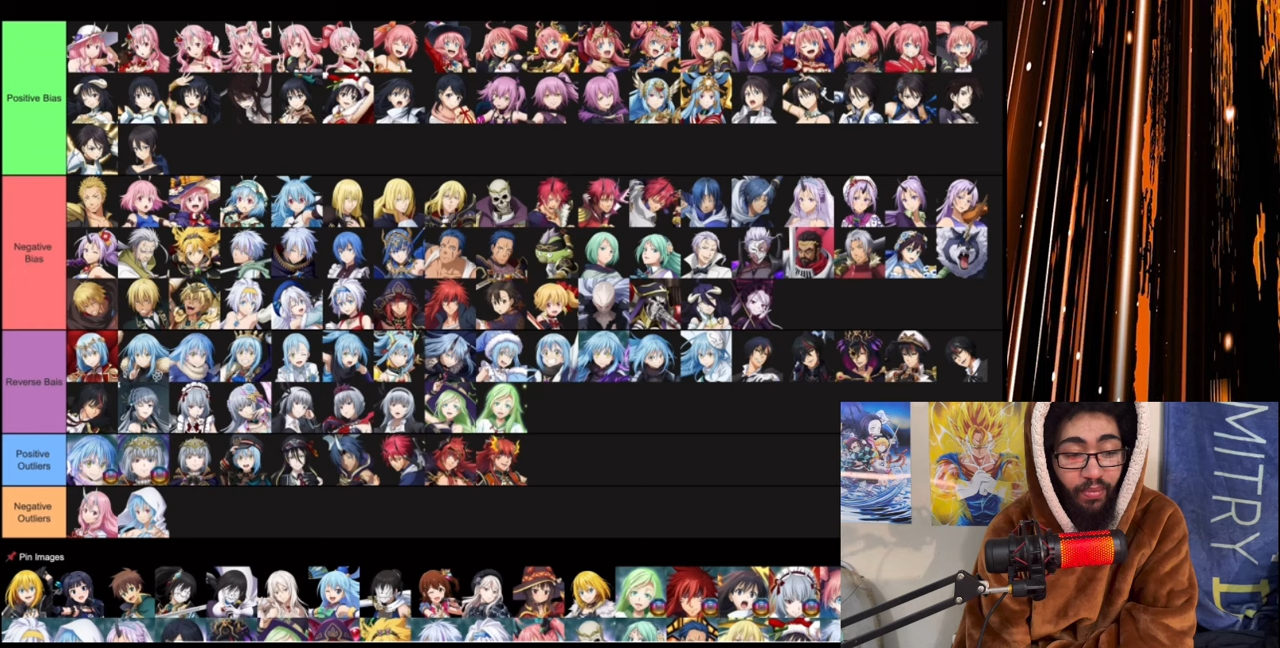 Positive Bias
Negative
Bias
Reverse Bais
Positive
Outliers
Negative
Outliers
Pin Images
MITRY